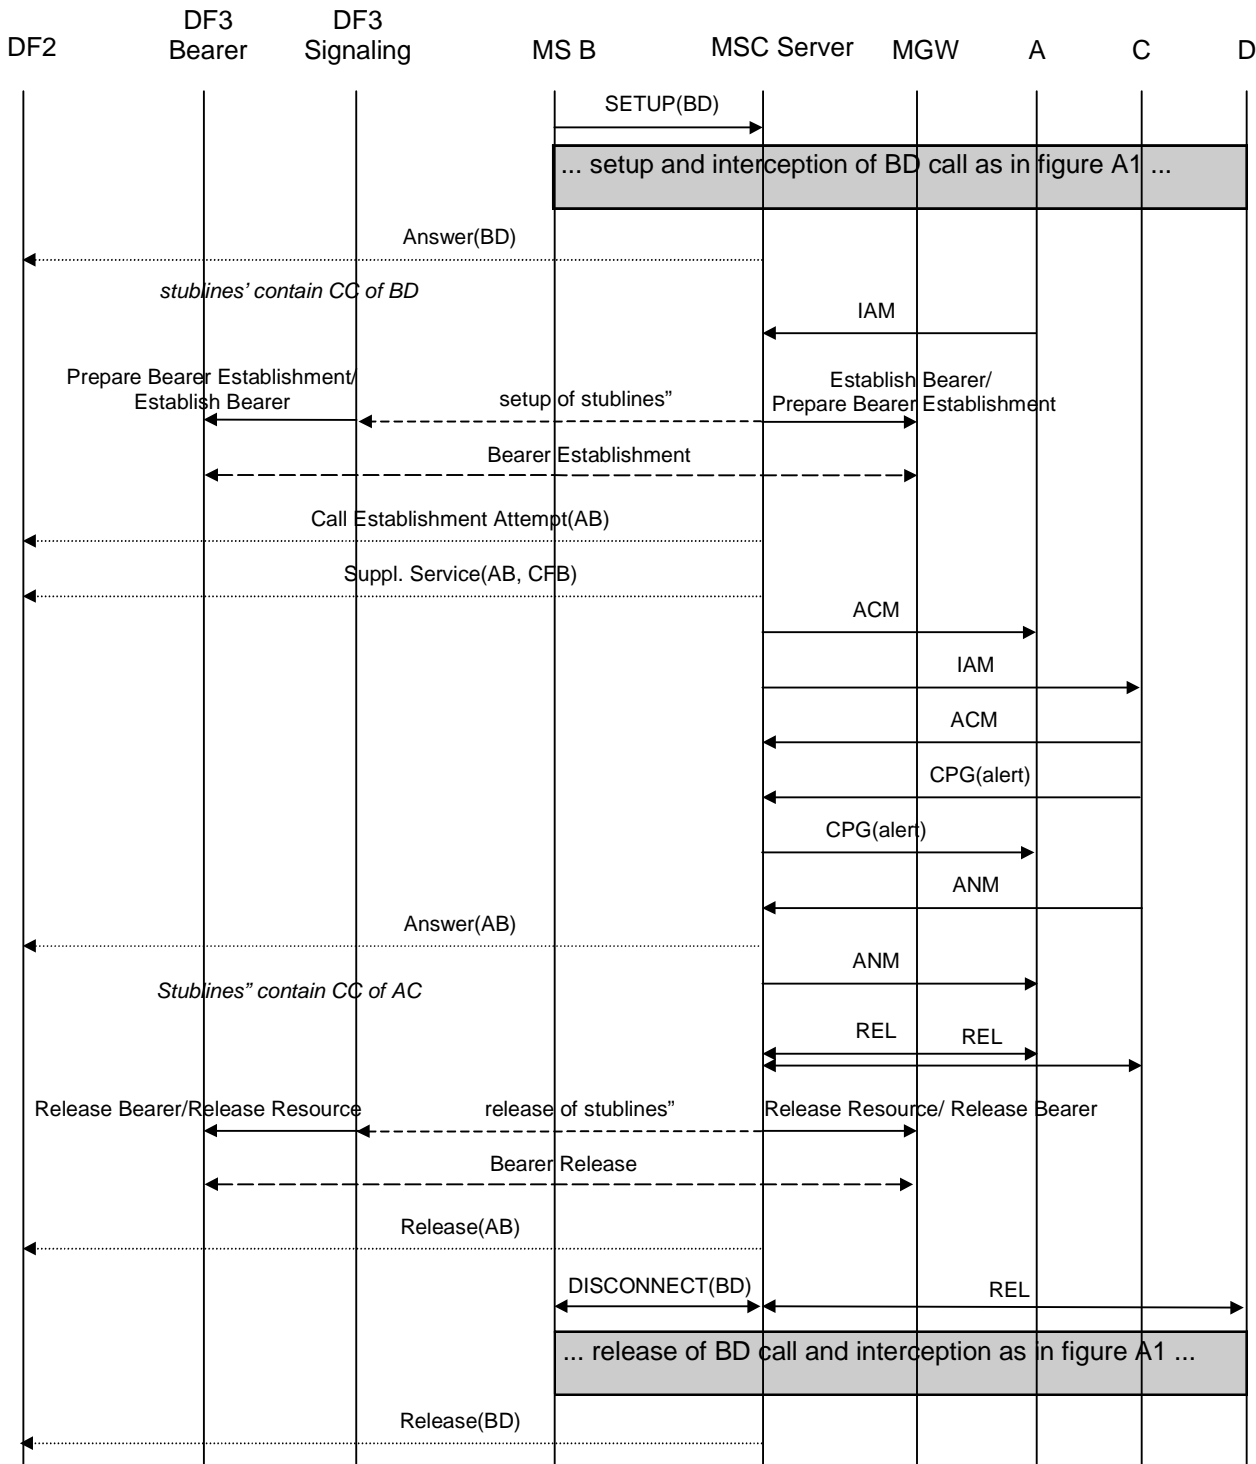 DF2
DF3
Bearer
DF3
Signaling
MS B
MSC Server
MGW
A
C
D
SETUP(BD)
... setup and interception of BD call as in figure A1 ...
Answer(BD)
stublines’ contain CC of BD
IAM
Prepare Bearer Establishment/
Establish Bearer
setup of stublines”
Establish Bearer/
Prepare Bearer Establishment
Bearer Establishment
Call Establishment Attempt(AB)
Suppl. Service(AB, CFB)
ACM
IAM
ACM
CPG(alert)
CPG(alert)
ANM
Answer(AB)
ANM
Stublines” contain CC of AC
REL
REL
Release Bearer/Release Resource
release of stublines”
Release Resource/ Release Bearer
Bearer Release
Release(AB)
DISCONNECT(BD)
REL
... release of BD call and interception as in figure A1 ...
Release(BD)